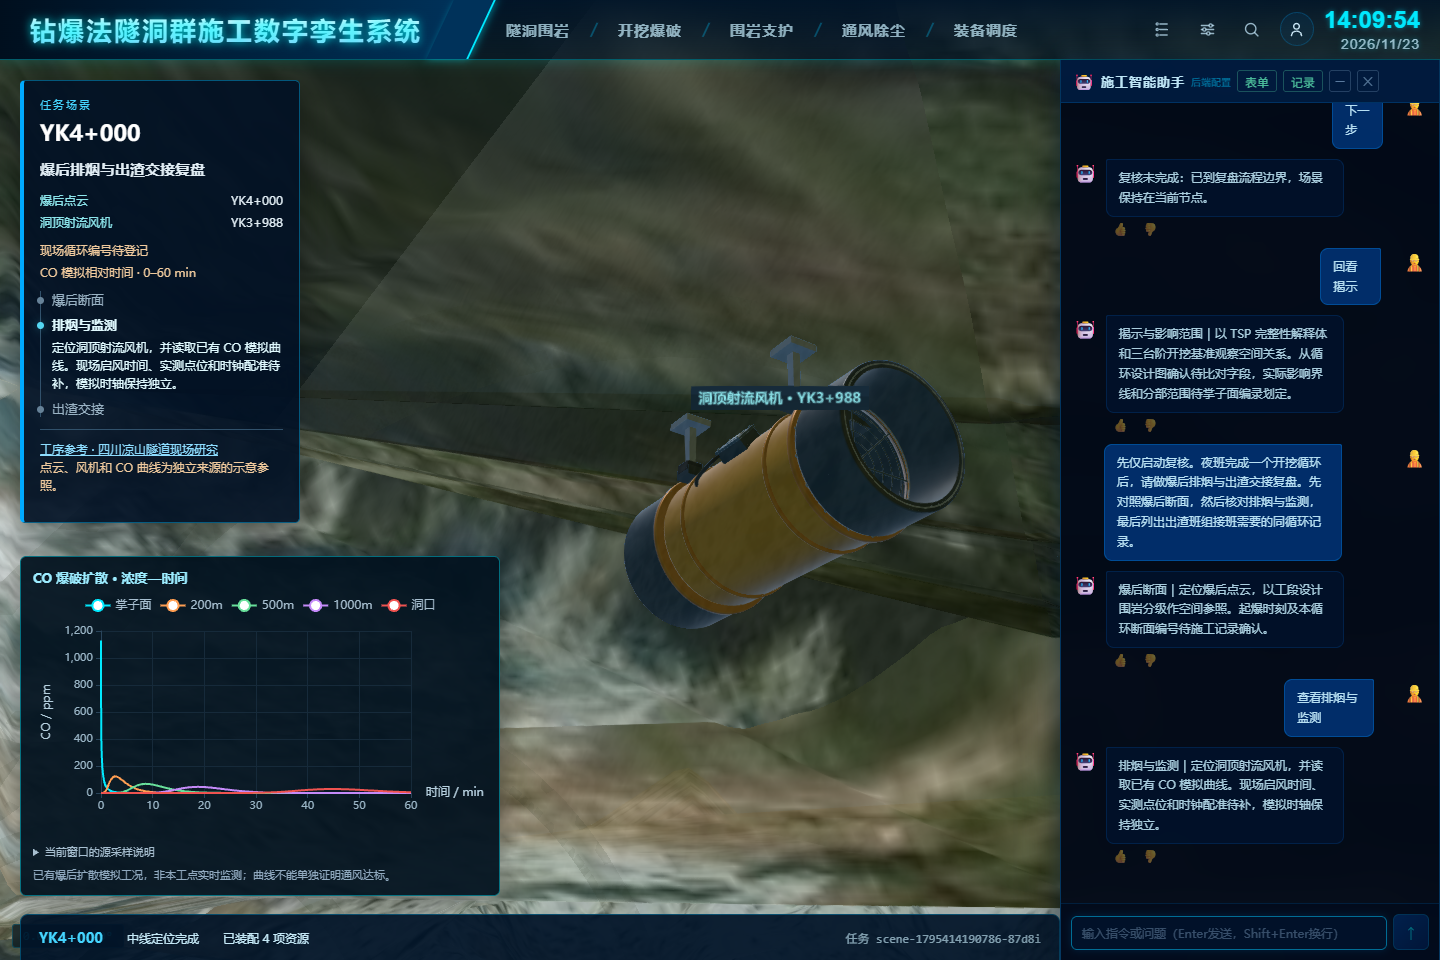 钻爆法隧洞群施工数字孪生系统
隧洞围岩 / 开挖爆破 / 围岩支护 / 通风除尘 / 装备调度
14:09:54
2026/11/23
任务场景
YK4+000
爆后排烟与出渣交接复盘
爆后点云 YK4+000
洞顶射流风机 YK3+988
现场循环编号待登记
CO 模拟相对时间 · 0–60 min
爆后断面
排烟与监测
定位洞顶射流风机，并读取已有 CO 模拟曲
线。现场启风时间、实测点位和时钟配准待
补，模拟时轴保持独立。
出渣交接
工序参考 · 四川凉山隧道现场研究
点云、风机和 CO 曲线为独立来源的示意参
照。
洞顶射流风机 • YK3+988
CO 爆破扩散 • 浓度—时间
掌子面 200m 500m 1000m 洞口
CO / ppm
1,200
1,000
800
600
400
200
0
0 10 20 30 40 50 60
时间 / min
▶ 当前窗口的源采样说明
已有爆后扩散模拟工况，非本工点实时监测；曲线不能单独证明通风达标。
YK4+000 中线定位完成 已装配 4 项资源 任务 scene-1795414190786-87d8i
施工智能助手 后端配置 表单 记录
下一
步
复核未完成：已到复盘流程边界，场景
保持在当前节点。
回看
揭示
揭示与影响范围 | 以 TSP 完整性解释体
和三台阶开挖基准观察空间关系。从循
环设计图确认待比对字段，实际影响界
线和分部范围待掌子面编录划定。
先仅启动复核。夜班完成一个开挖循环
后，请做爆后排烟与出渣交接复盘。先
对照爆后断面，然后核对排烟与监测，
最后列出出渣班组接班需要的同循环记
录。
爆后断面 | 定位爆后点云，以工段设计
围岩分级作空间参照。起爆时刻及本循
环断面编号待施工记录确认。
查看排烟与
监测
排烟与监测 | 定位洞顶射流风机，并读
取已有 CO 模拟曲线。现场启风时间、
实测点位和时钟配准待补，模拟时轴保
持独立。
输入指令或问题（Enter发送，Shift+Enter换行）